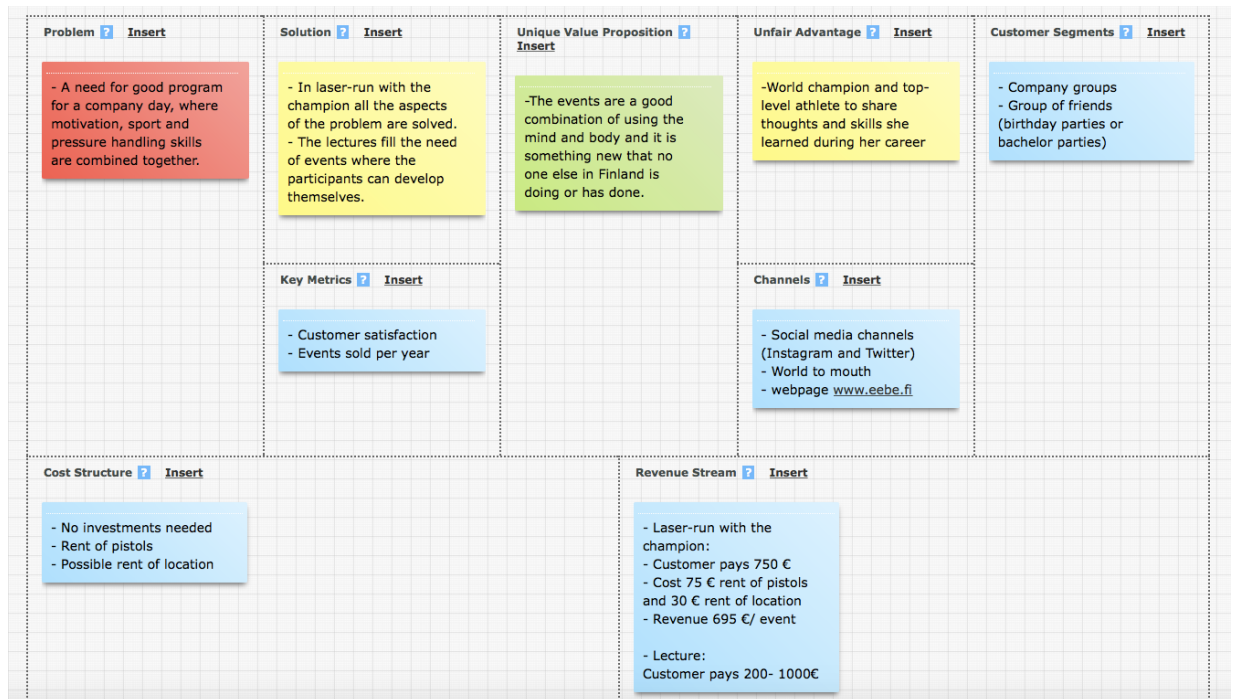 Problem ? Insert
- A need for good program
for a company day, where
motivation, sport and
pressure handling skills
are combined together.
Solution ? Insert
- In laser-run with the
champion all the aspects
of the problem are solved.
- The lectures fill the need
of events where the
participants can develop
themselves.
Key Metrics ? Insert
- Customer satisfaction
- Events sold per year
Unique Value Proposition ?
Insert
-The events are a good
combination of using the
mind and body and it is
something new that no
one else in Finland is
doing or has done.
Unfair Advantage ? Insert
-World champion and top-
level athlete to share
thoughts and skills she
learned during her career
Channels ? Insert
- Social media channels
(Instagram and Twitter)
- World to mouth
- webpage www.eebe.fi
Customer Segments ? Insert
- Company groups
- Group of friends
(birthday parties or
bachelor parties)
Cost Structure ? Insert
- No investments needed
- Rent of pistols
- Possible rent of location
Revenue Stream ? Insert
- Laser-run with the
champion:
- Customer pays 750 €
- Cost 75 € rent of pistols
and 30 € rent of location
- Revenue 695 €/ event
- Lecture:
Customer pays 200- 1000€